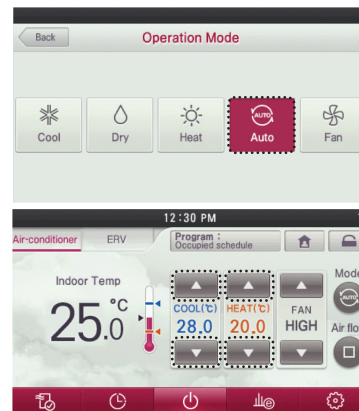 Back
Operation Mode
AUTO
Cool
Dry
Heat
Auto
Fan
12:30 PM
Air-conditioner
ERV
Program :
Occupied schedule
Indoor Temp
25.0 °C
COOL(℃)
HEAT(℃)
28.0
20.0
FAN
HIGH
Mode
AUTO
Air flo